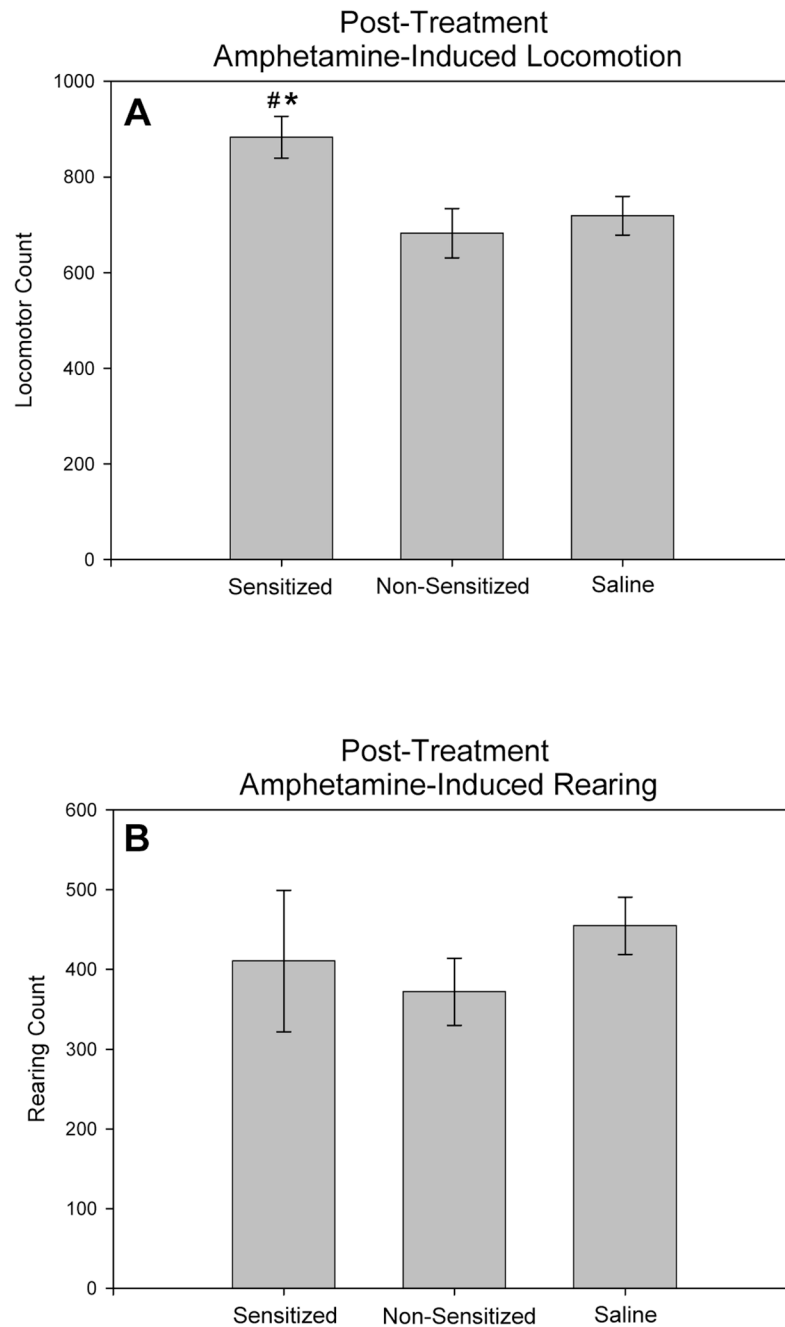 Post-Treatment
Amphetamine-Induced Locomotion
A
#*
1000
800
600
400
200
0
Locomotor Count
Sensitized Non-Sensitized Saline
Post-Treatment
Amphetamine-Induced Rearing
B
600
500
400
300
200
100
0
Rearing Count
Sensitized Non-Sensitized Saline